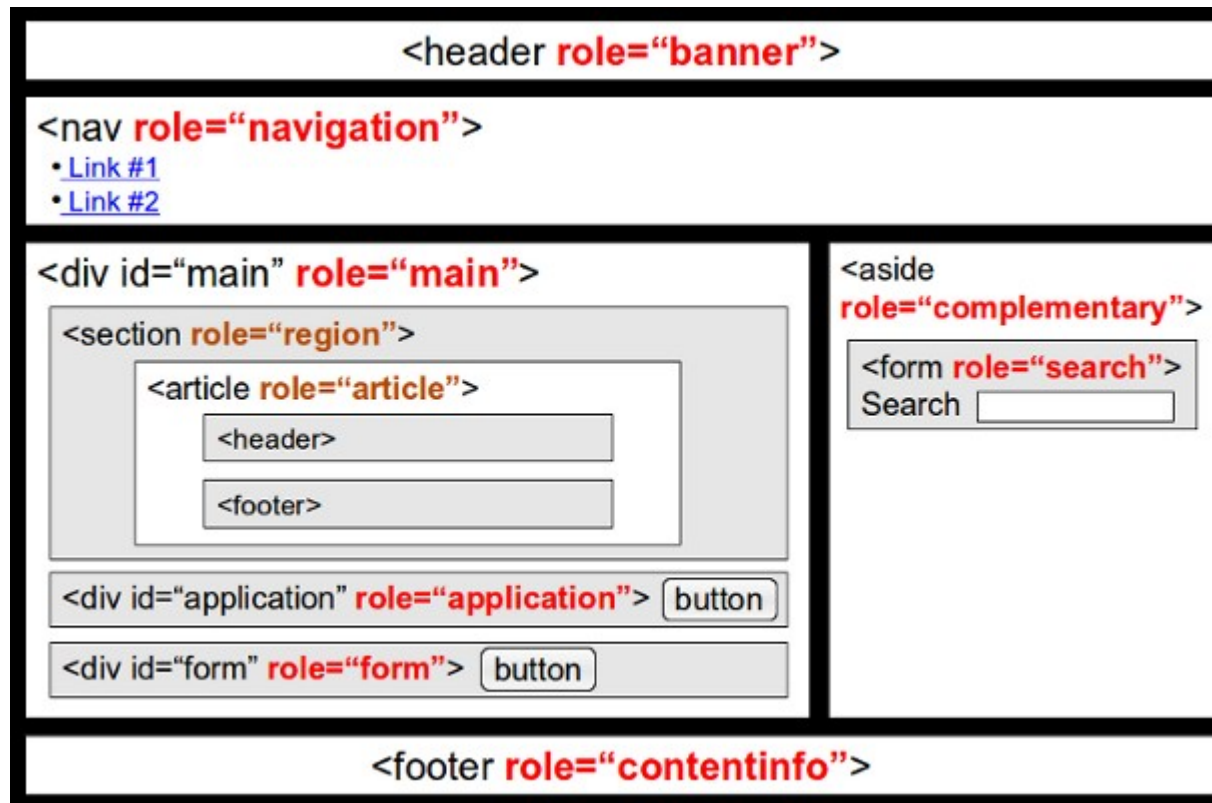 <header role=“banner”>
<nav role=“navigation”>
• Link #1
• Link #2
<div id=“main” role=“main”>
<section role=“region”>
<article role=“article”>
<header>
<footer>
<div id=“application” role=“application”> button
<div id=“form” role=“form”> button
<aside
role=“complementary”>
<form role=“search”>
Search
<footer role=“contentinfo”>